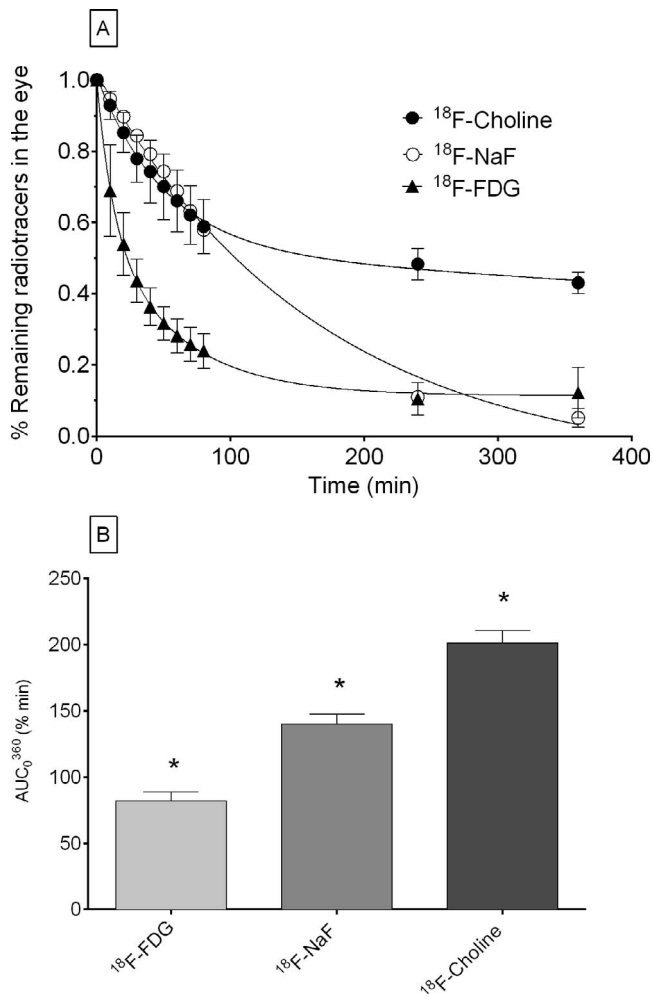 A
% Remaining radiotracers in the eye
1.0
0.8
0.6
0.4
0.2
0.0
¹⁸F-Choline
¹⁸F-NaF
¹⁸F-FDG
0 100 200 300 400
Time (min)
B
AUC₀³⁶⁰ (% min)
250
200
150
100
50
0
* * *
¹⁸F-FDG
¹⁸F-NaF
¹⁸F-Choline